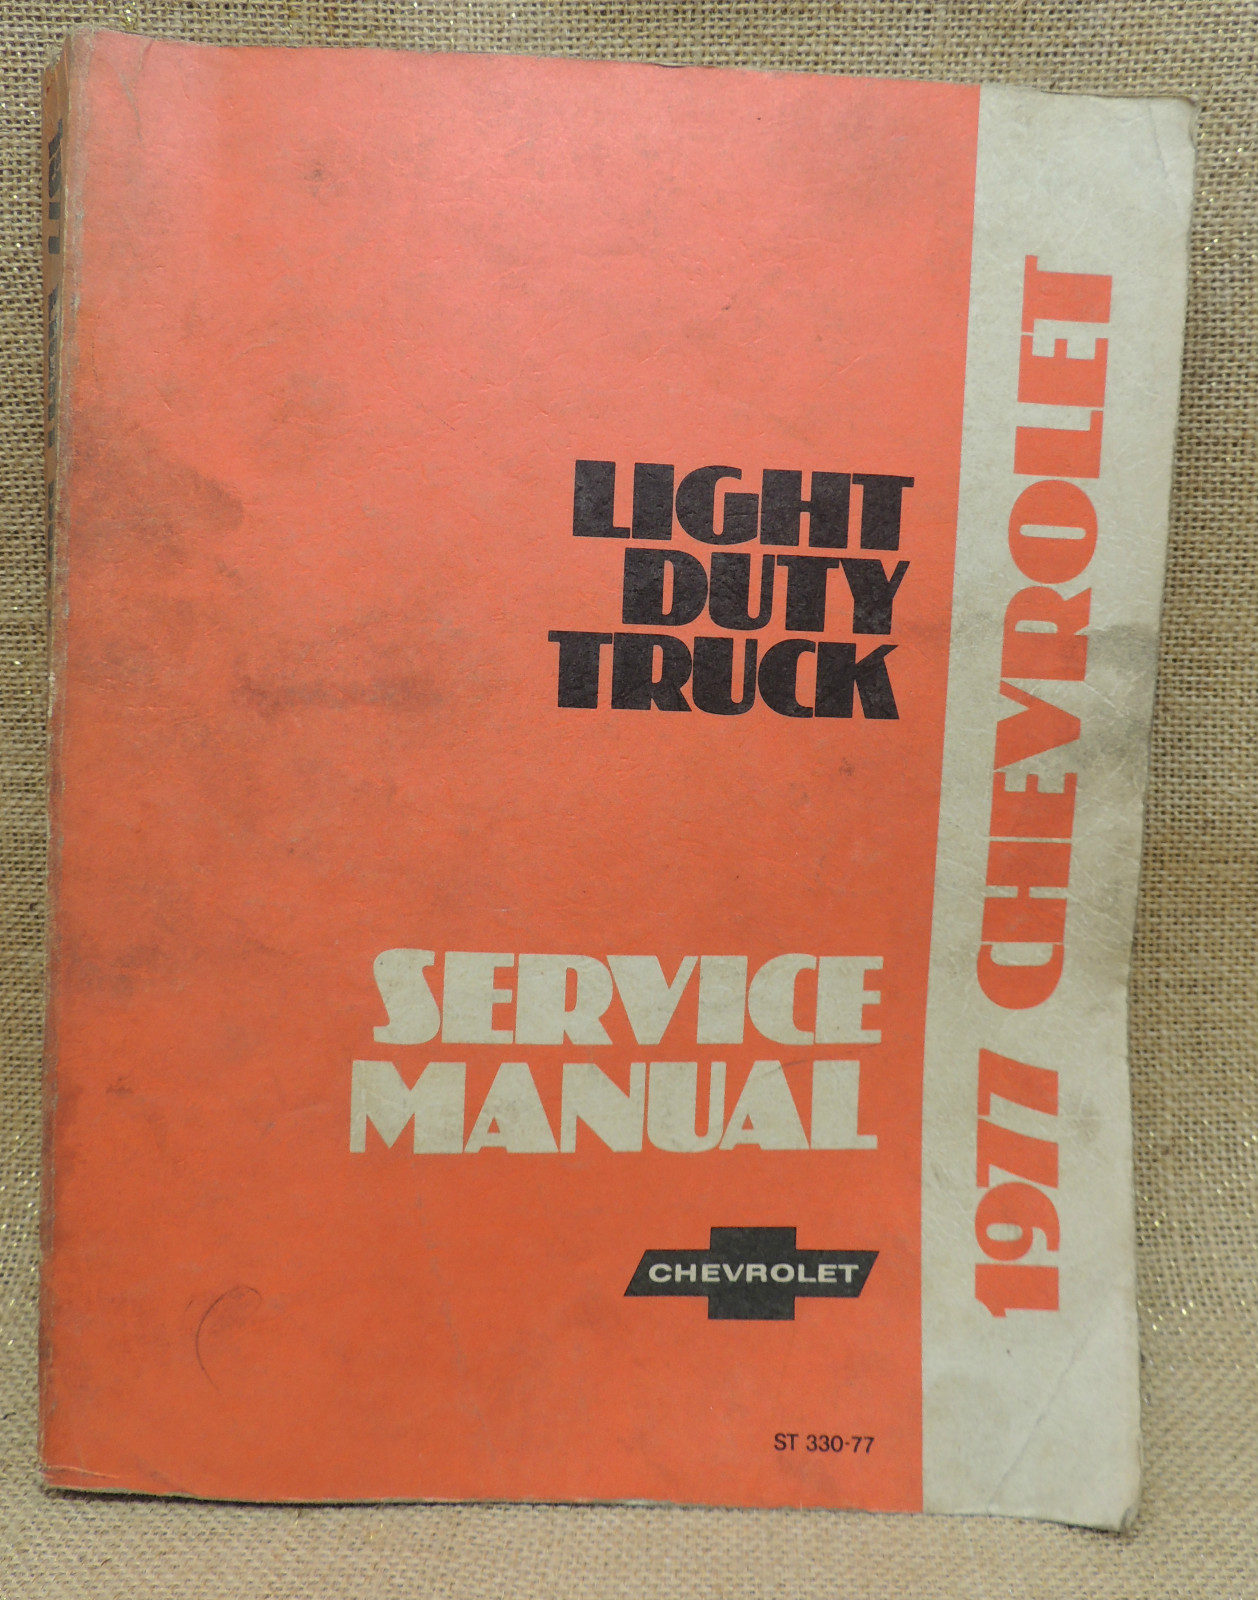 LIGHT
DUTY
TRUCK
SERVICE
MANUAL
CHEVROLET
ST 330-77
1977 CHEVROLET